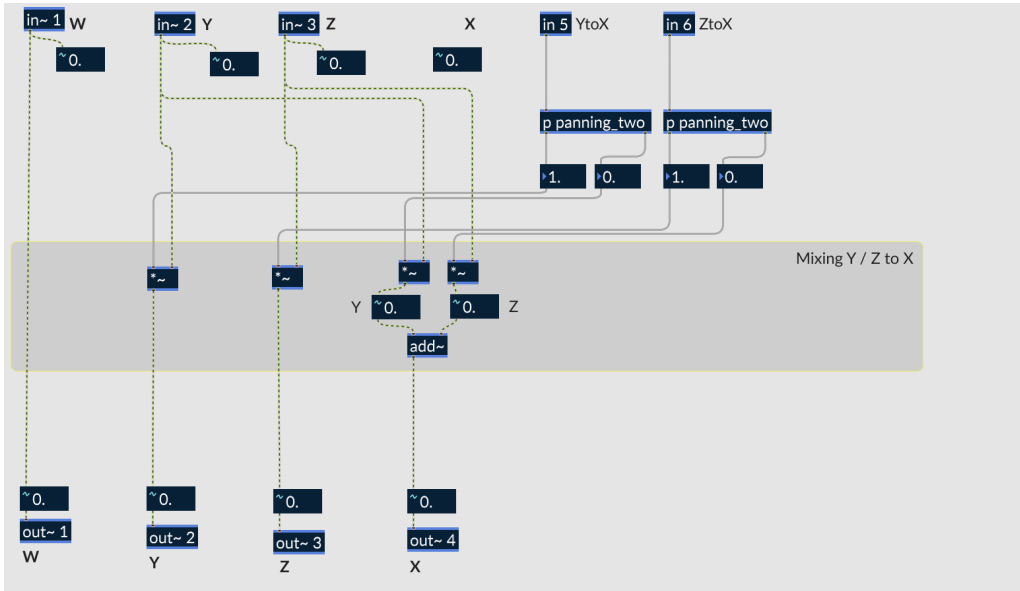 in~ 1 W
in~ 2 Y
in~ 3 Z
X
in 5 YtoX
in 6 ZtoX
~0.
~0.
~0.
~0.
p panning_two
p panning_two
1.
0.
1.
0.
Mixing Y / Z to X
*~
*~
*~
*~
Y ~0.
~0. Z
add~
~0.
~0.
~0.
~0.
out~ 1
out~ 2
out~ 3
out~ 4
W
Y
Z
X